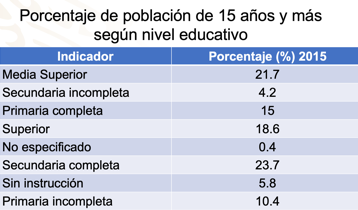 Porcentaje de población de 15 años y más
según nivel educativo
Indicador Porcentaje (%) 2015
Media Superior 21.7
Secundaria incompleta 4.2
Primaria completa 15
Superior 18.6
No especificado 0.4
Secundaria completa 23.7
Sin instrucción 5.8
Primaria incompleta 10.4